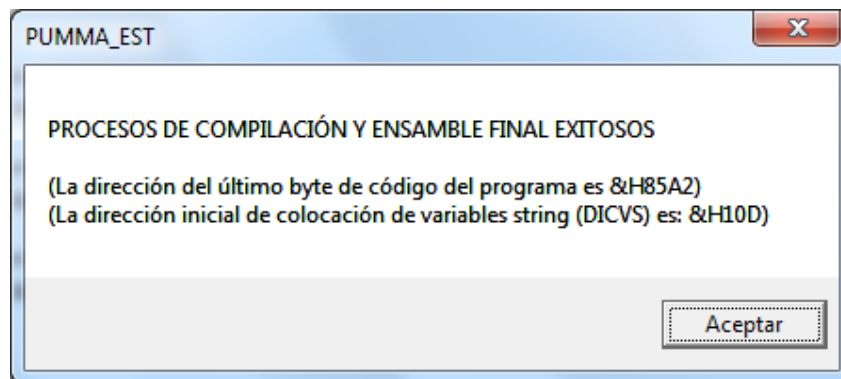 PUMMA_EST
PROCESOS DE COMPILACIÓN Y ENSAMBLE FINAL EXITOSOS
(La dirección del último byte de código del programa es &H85A2)
(La dirección inicial de colocación de variables string (DICVS) es: &H10D)
Aceptar